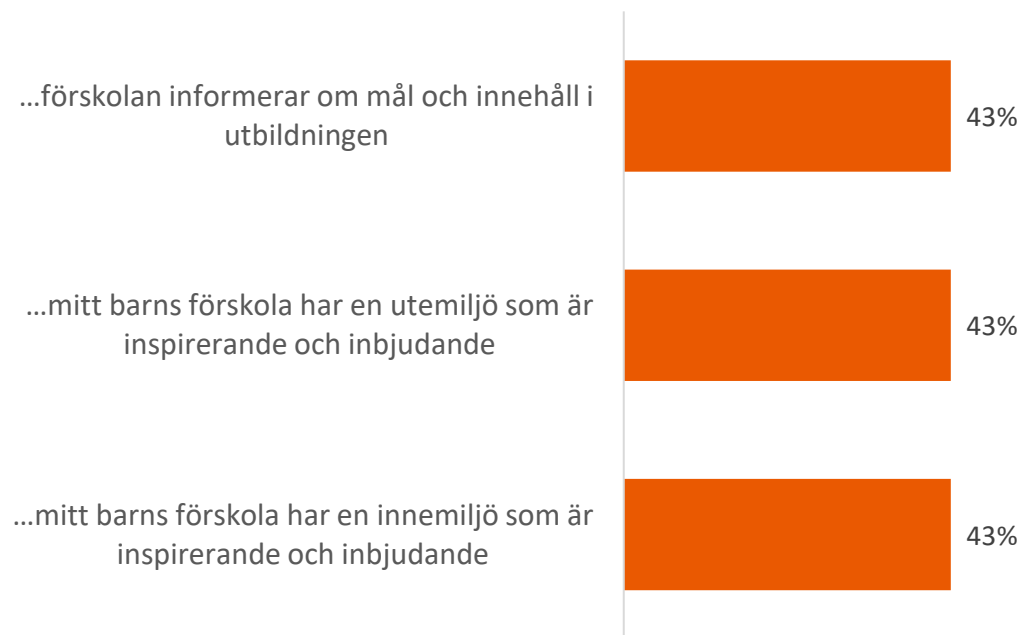 ...förskolan informerar om mål och innehåll i
utbildningen
43%
...mitt barns förskola har en utemiljö som är
inspirerande och inbjudande
43%
...mitt barns förskola har en innemiljö som är
inspirerande och inbjudande
43%